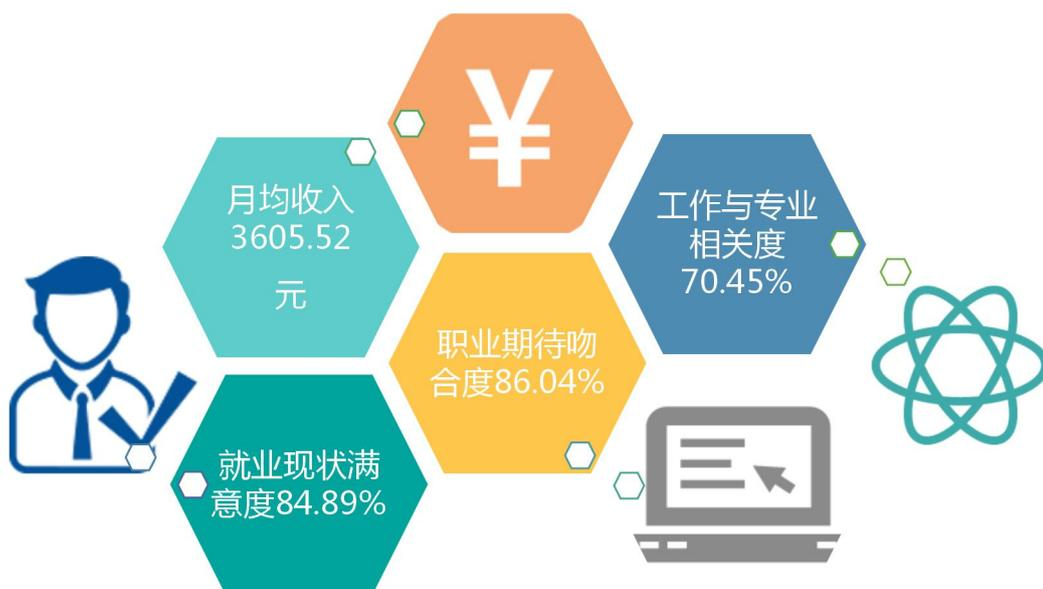 ¥
月均收入
3605.52
元
工作与专业
相关度
70.45%
职业期待吻
合度86.04%
就业现状满
意度84.89%